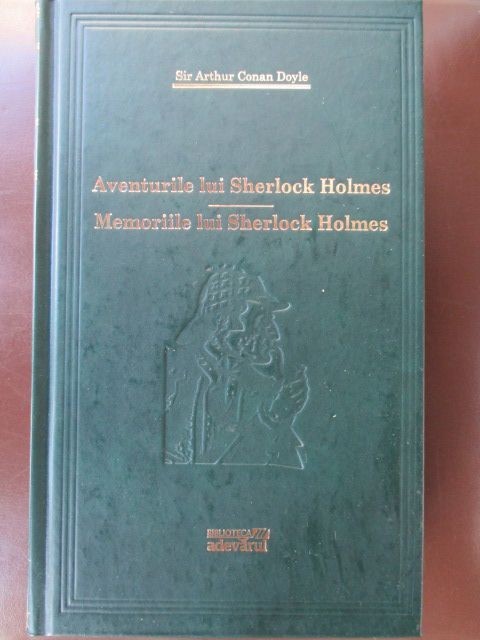 Sir Arthur Conan Doyle
Aventurile lui Sherlock Holmes
Memoriile lui Sherlock Holmes
BIBLIOTECA
adevărul